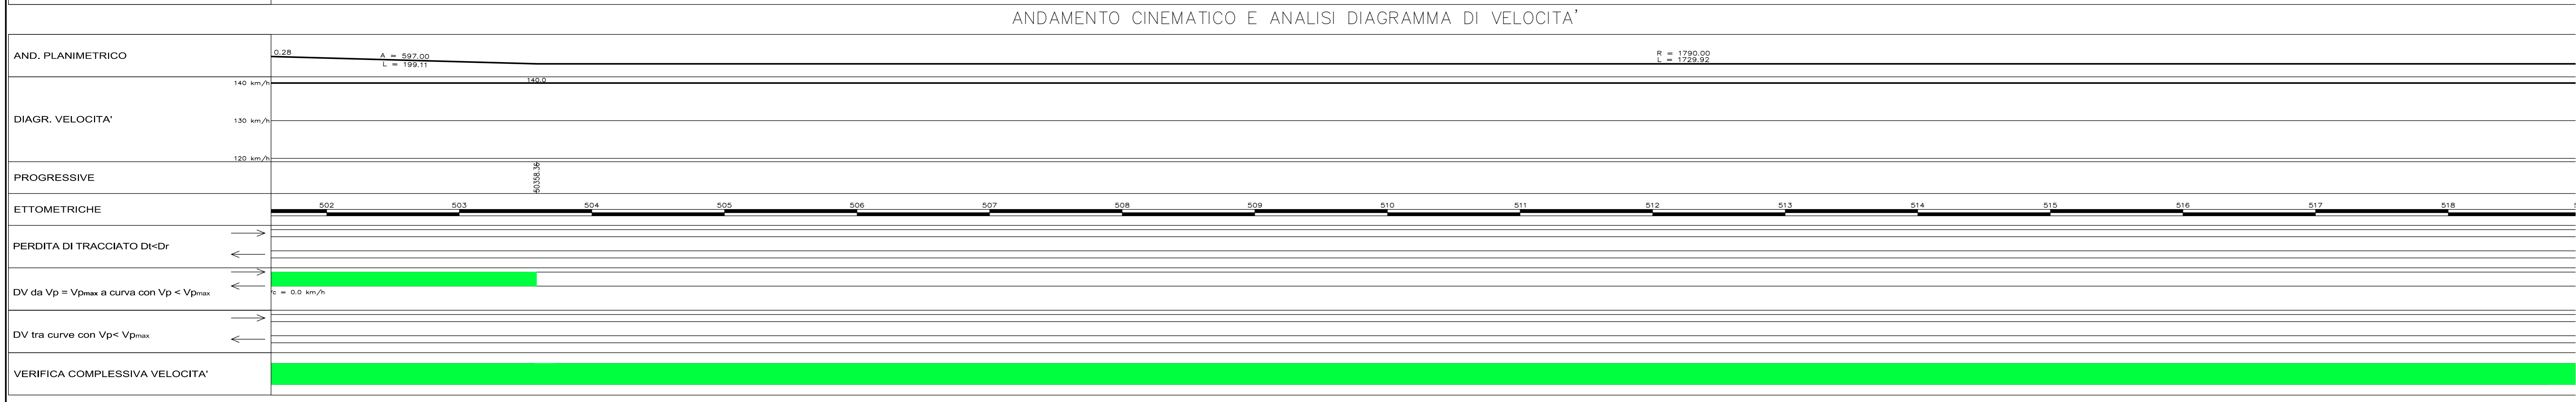 ANDAMENTO CINEMATICO E ANALISI DIAGRAMMA DI VELOCITA'
AND. PLANIMETRICO
0.28
A = 597.00
L = 199.11
R = 1790.00
L = 1729.92
DIAGR. VELOCITA'
140 km/h
140.0
130 km/h
120 km/h
PROGRESSIVE
50358.36
ETTOMETRICHE
502 503 504 505 506 507 508 509 510 511 512 513 514 515 516 517 518
PERDITA DI TRACCIATO Dt<Dr
DV da Vp = Vpmax a curva con Vp < Vpmax
c = 0.0 km/h
DV tra curve con Vp< Vpmax
VERIFICA COMPLESSIVA VELOCITA'